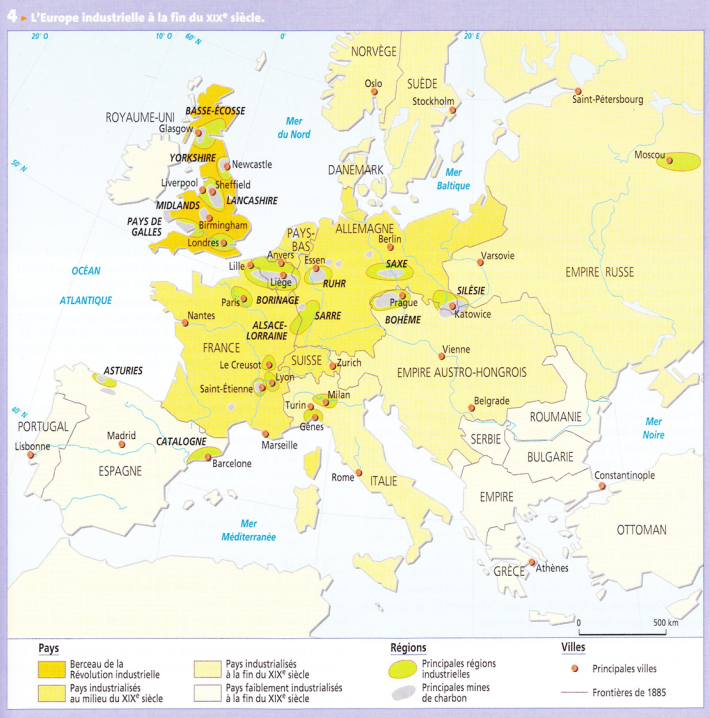 4 ▸ L'Europe industrielle à la fin du XIXe siècle.
20° O
10° O
60° N
0°
20° E
50° N
40° N
NORVÈGE
Oslo
SUÈDE
Stockholm
Saint-Pétersbourg
Moscou
ROYAUME-UNI
BASSE-ÉCOSSE
Glasgow
YORKSHIRE
Newcastle
Liverpool
Sheffield
MIDLANDS
LANCASHIRE
PAYS DE
GALLES
Birmingham
Londres
Mer
du Nord
DANEMARK
Mer
Baltique
PAYS-
BAS
ALLEMAGNE
Berlin
Anvers
Essen
Lille
Liège
RUHR
SAXE
Varsovie
EMPIRE RUSSE
OCÉAN
ATLANTIQUE
Paris
BORINAGE
SARRE
Prague
BOHÊME
SILÉSIE
Katowice
Nantes
ALSACE-
LORRAINE
FRANCE
Le Creusot
SUISSE
Zurich
Vienne
EMPIRE AUSTRO-HONGROIS
Saint-Étienne
Lyon
Milan
Turin
Gênes
Belgrade
ROUMANIE
SERBIE
BULGARIE
Mer
Noire
ASTURIES
PORTUGAL
Lisbonne
Madrid
ESPAGNE
CATALOGNE
Barcelone
Marseille
Rome
ITALIE
Constantinople
EMPIRE
OTTOMAN
GRÈCE
Athènes
Mer
Méditerranée
0
500 km
Pays
Berceau de la
Révolution industrielle
Pays industrialisés
au milieu du XIXe siècle
Pays industrialisés
à la fin du XIXe siècle
Pays faiblement industrialisés
à la fin du XIXe siècle
Régions
Principales régions
industrielles
Principales mines
de charbon
Villes
Principales villes
Frontières de 1885